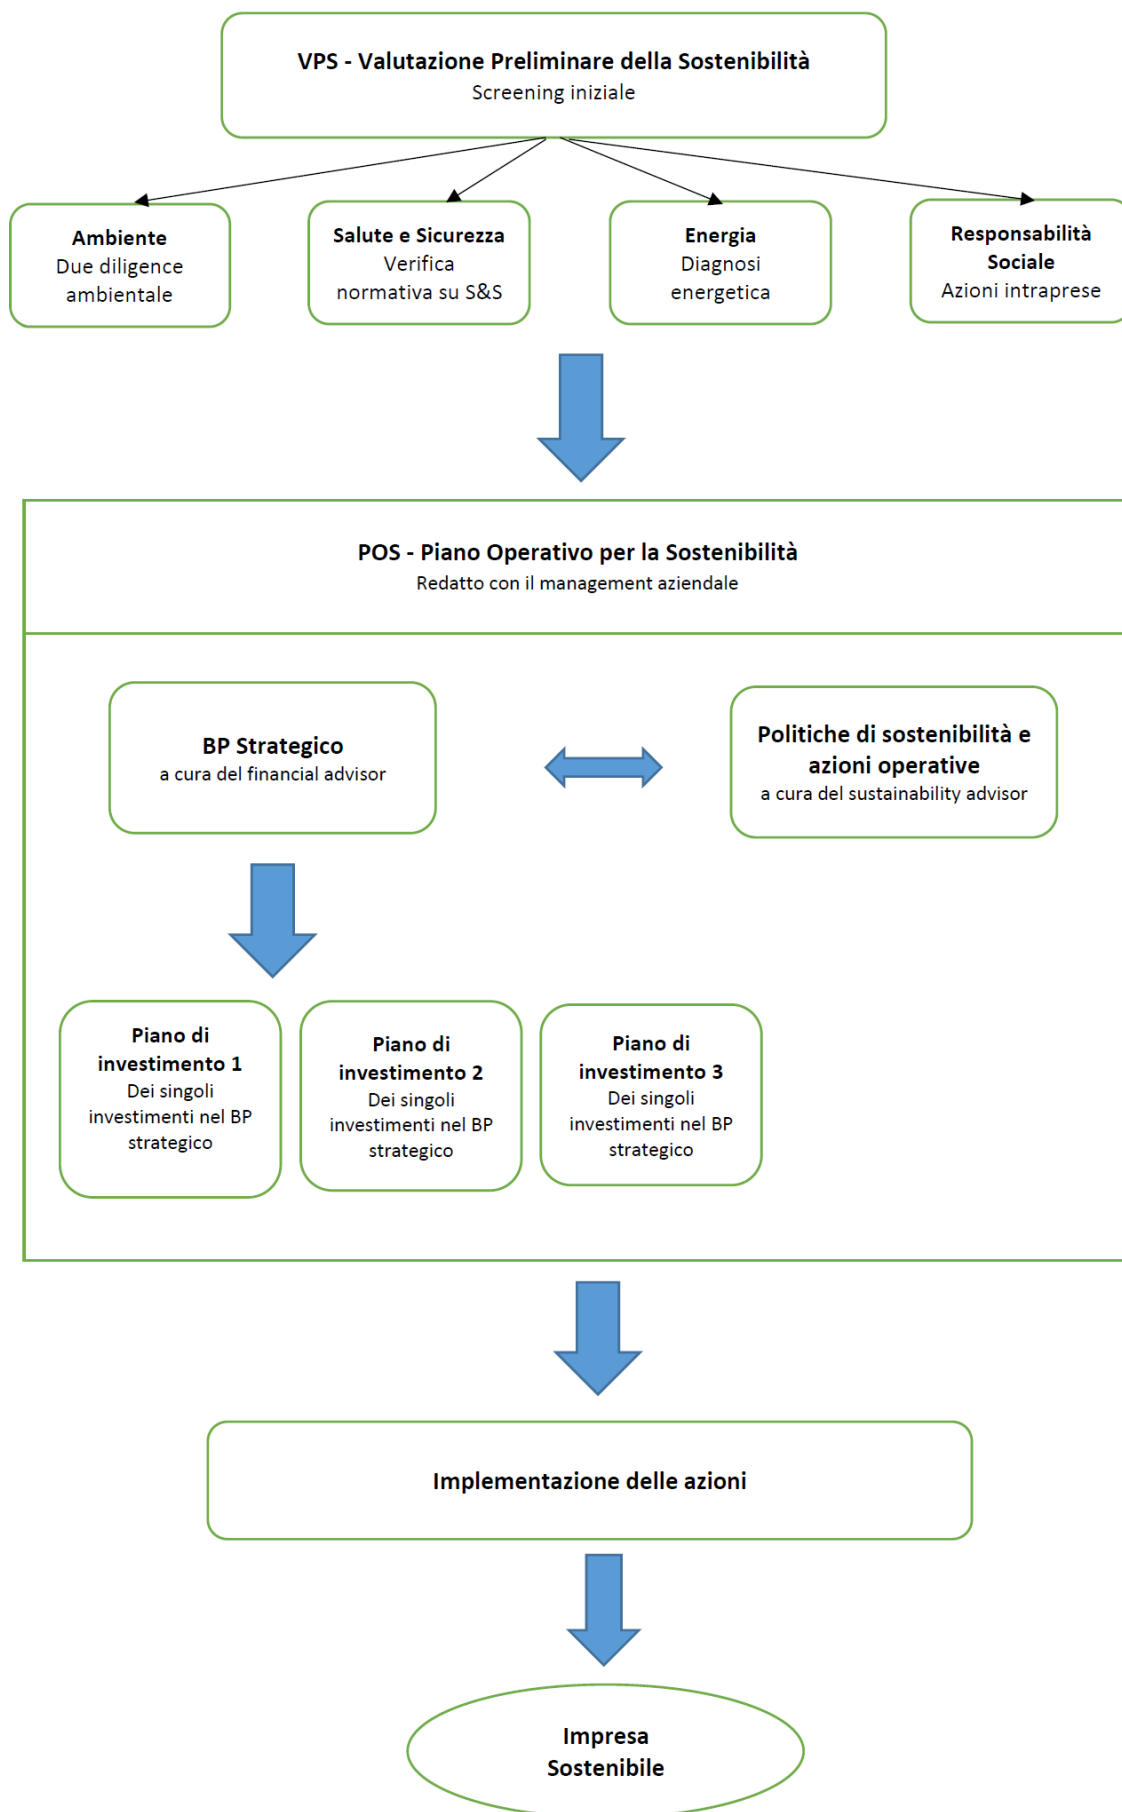 VPS - Valutazione Preliminare della Sostenibilità
Screening iniziale
Ambiente
Due diligence
ambientale
Salute e Sicurezza
Verifica
normativa su S&S
Energia
Diagnosi
energetica
Responsabilità
Sociale
Azioni intraprese
POS - Piano Operativo per la Sostenibilità
Redatto con il management aziendale
BP Strategico
a cura del financial advisor
Politiche di sostenibilità e
azioni operative
a cura del sustainability advisor
Piano di
investimento 1
Dei singoli
investimenti nel BP
strategico
Piano di
investimento 2
Dei singoli
investimenti nel BP
strategico
Piano di
investimento 3
Dei singoli
investimenti nel BP
strategico
Implementazione delle azioni
Impresa
Sostenibile